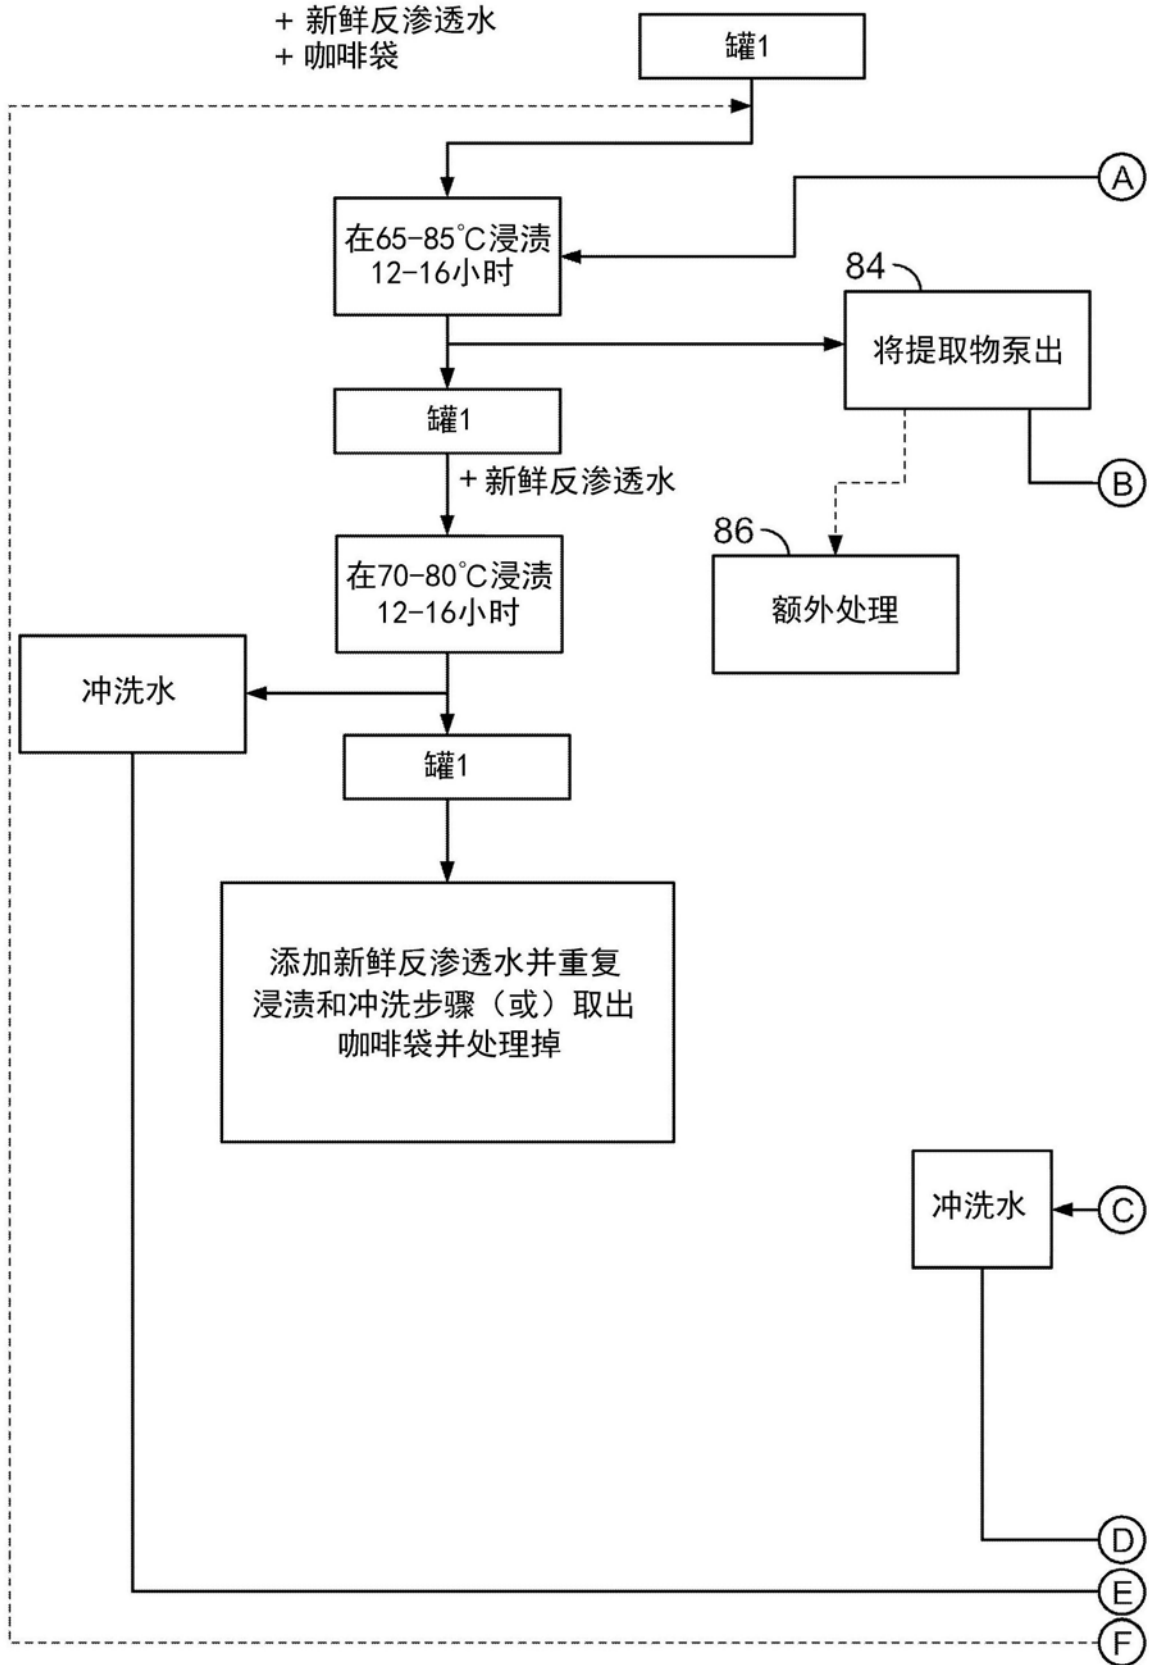 + 新鲜反渗透水
+ 咖啡袋
罐1
A
在65-85℃浸渍
12-16小时
84
将提取物泵出
罐1
+ 新鲜反渗透水
B
86
在70-80℃浸渍
12-16小时
额外处理
冲洗水
罐1
添加新鲜反渗透水并重复
浸渍和冲洗步骤（或）取出
咖啡袋并处理掉
冲洗水
C
D
E
F